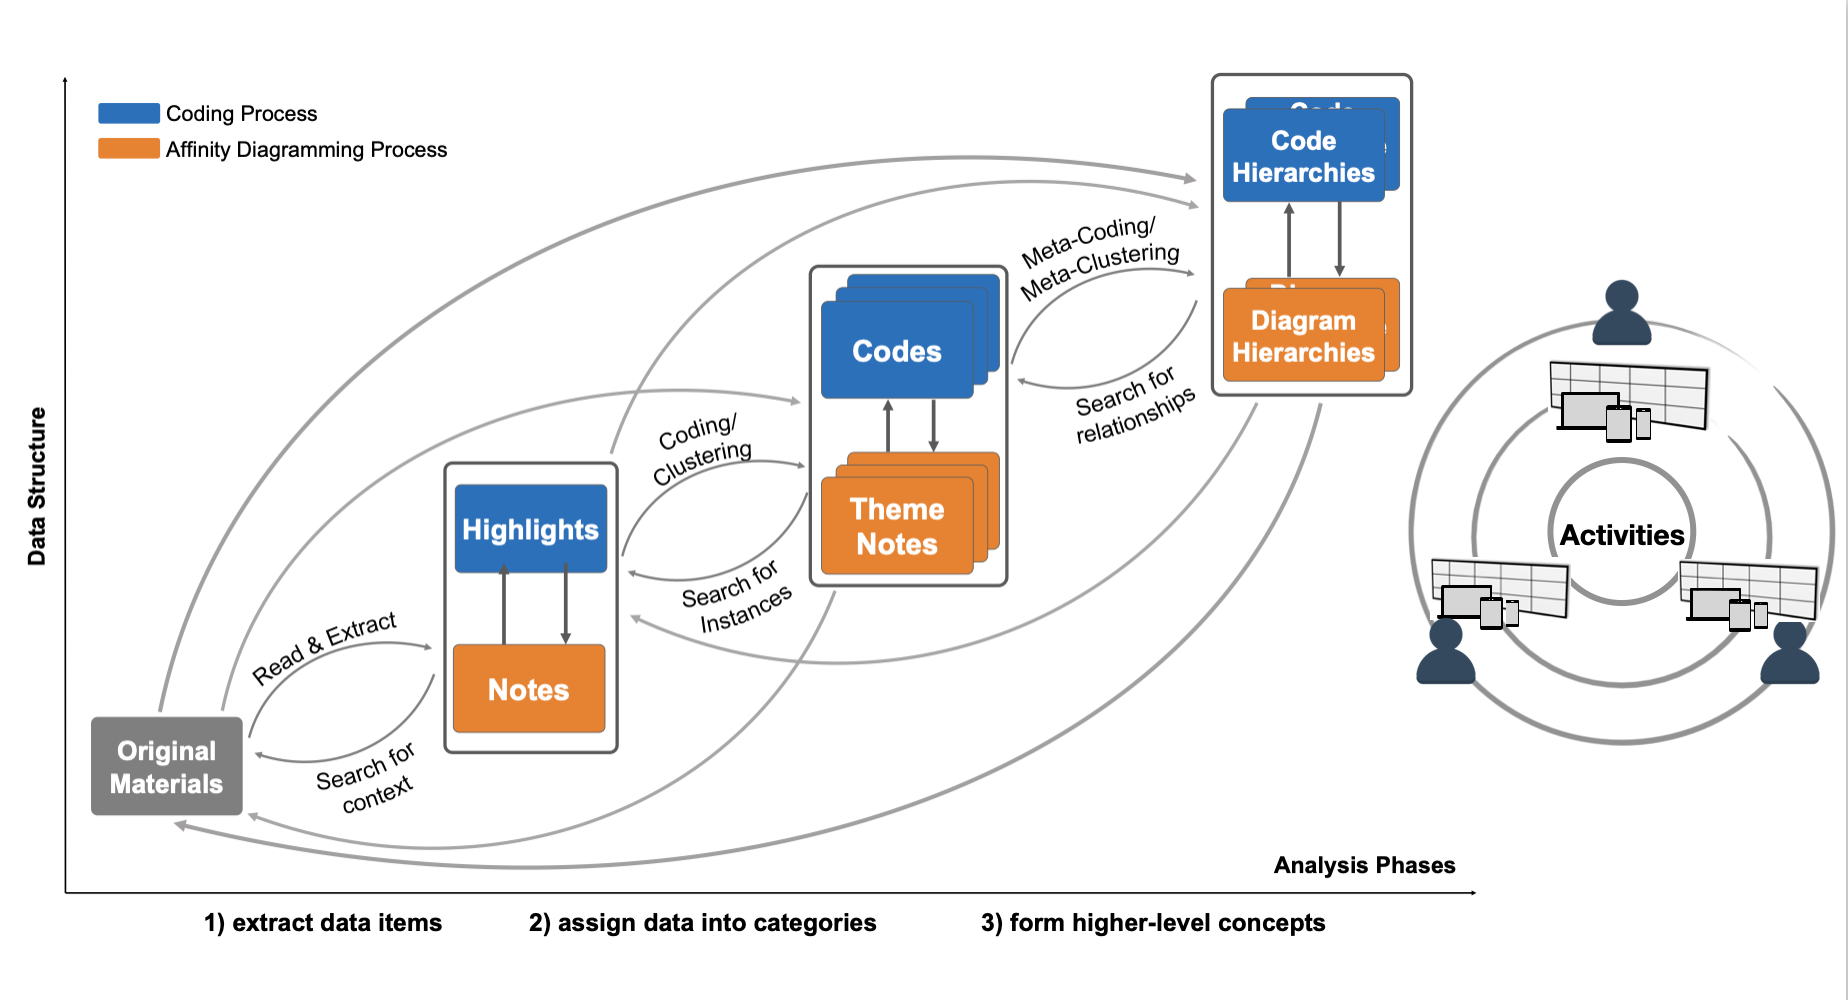 Coding Process
Affinity Diagramming Process
Data Structure
Code
Code
Hierarchies
Meta-Coding/
Meta-Clustering
Diagram
Hierarchies
Search for
relationships
Codes
Theme
Notes
Coding/
Clustering
Search for
Instances
Highlights
Notes
Read & Extract
Search for
context
Original
Materials
Activities
Analysis Phases
1) extract data items
2) assign data into categories
3) form higher-level concepts